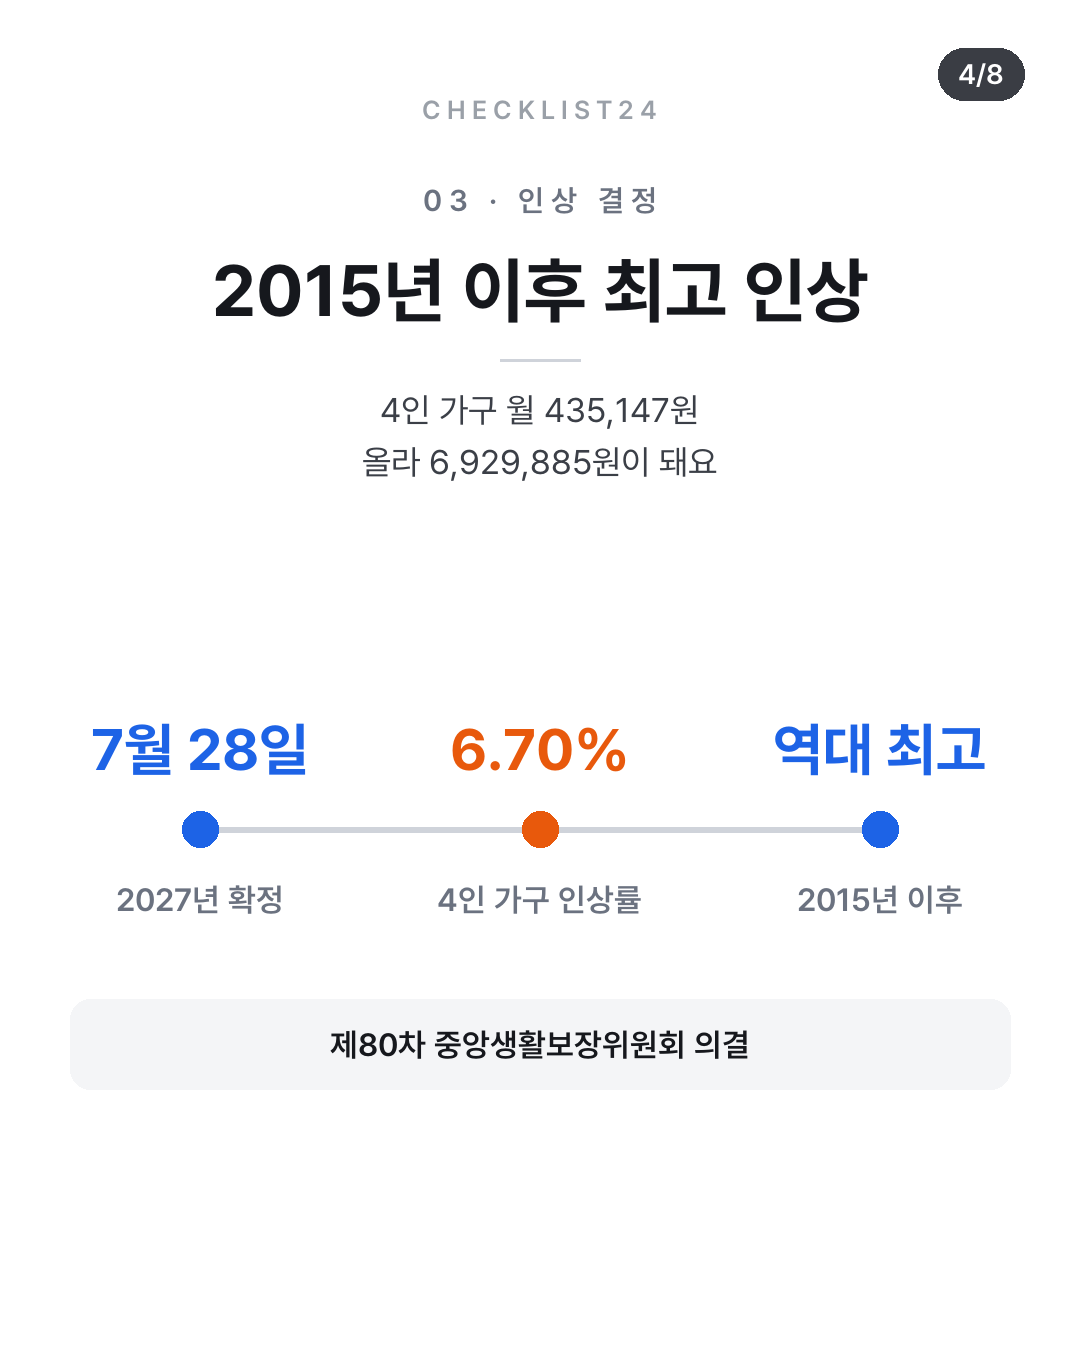 4/8
CHECKLIST24
03 · 인상 결정
2015년 이후 최고 인상
4인 가구 월 435,147원
올라 6,929,885원이 돼요
7월 28일
6.70%
역대 최고
2027년 확정
4인 가구 인상률
2015년 이후
제80차 중앙생활보장위원회 의결